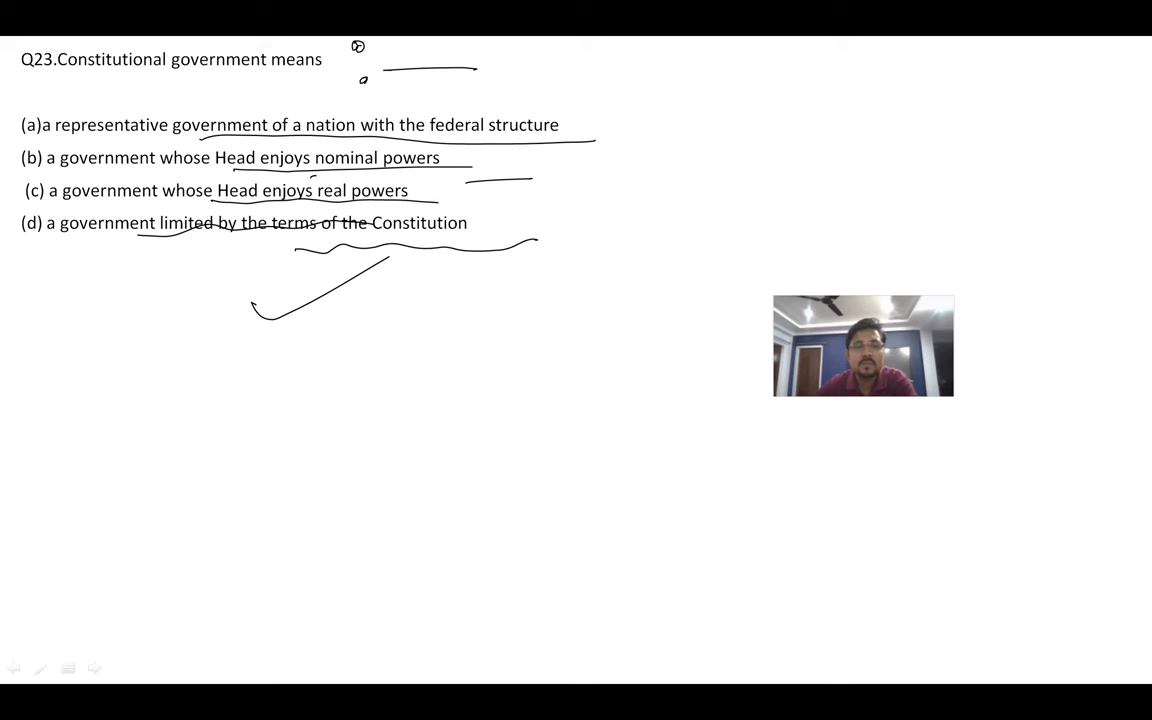 Q23.Constitutional government means
(a)a representative government of a nation with the federal structure
(b) a government whose Head enjoys nominal powers
(c) a government whose Head enjoys real powers
(d) a government limited by the terms of the Constitution